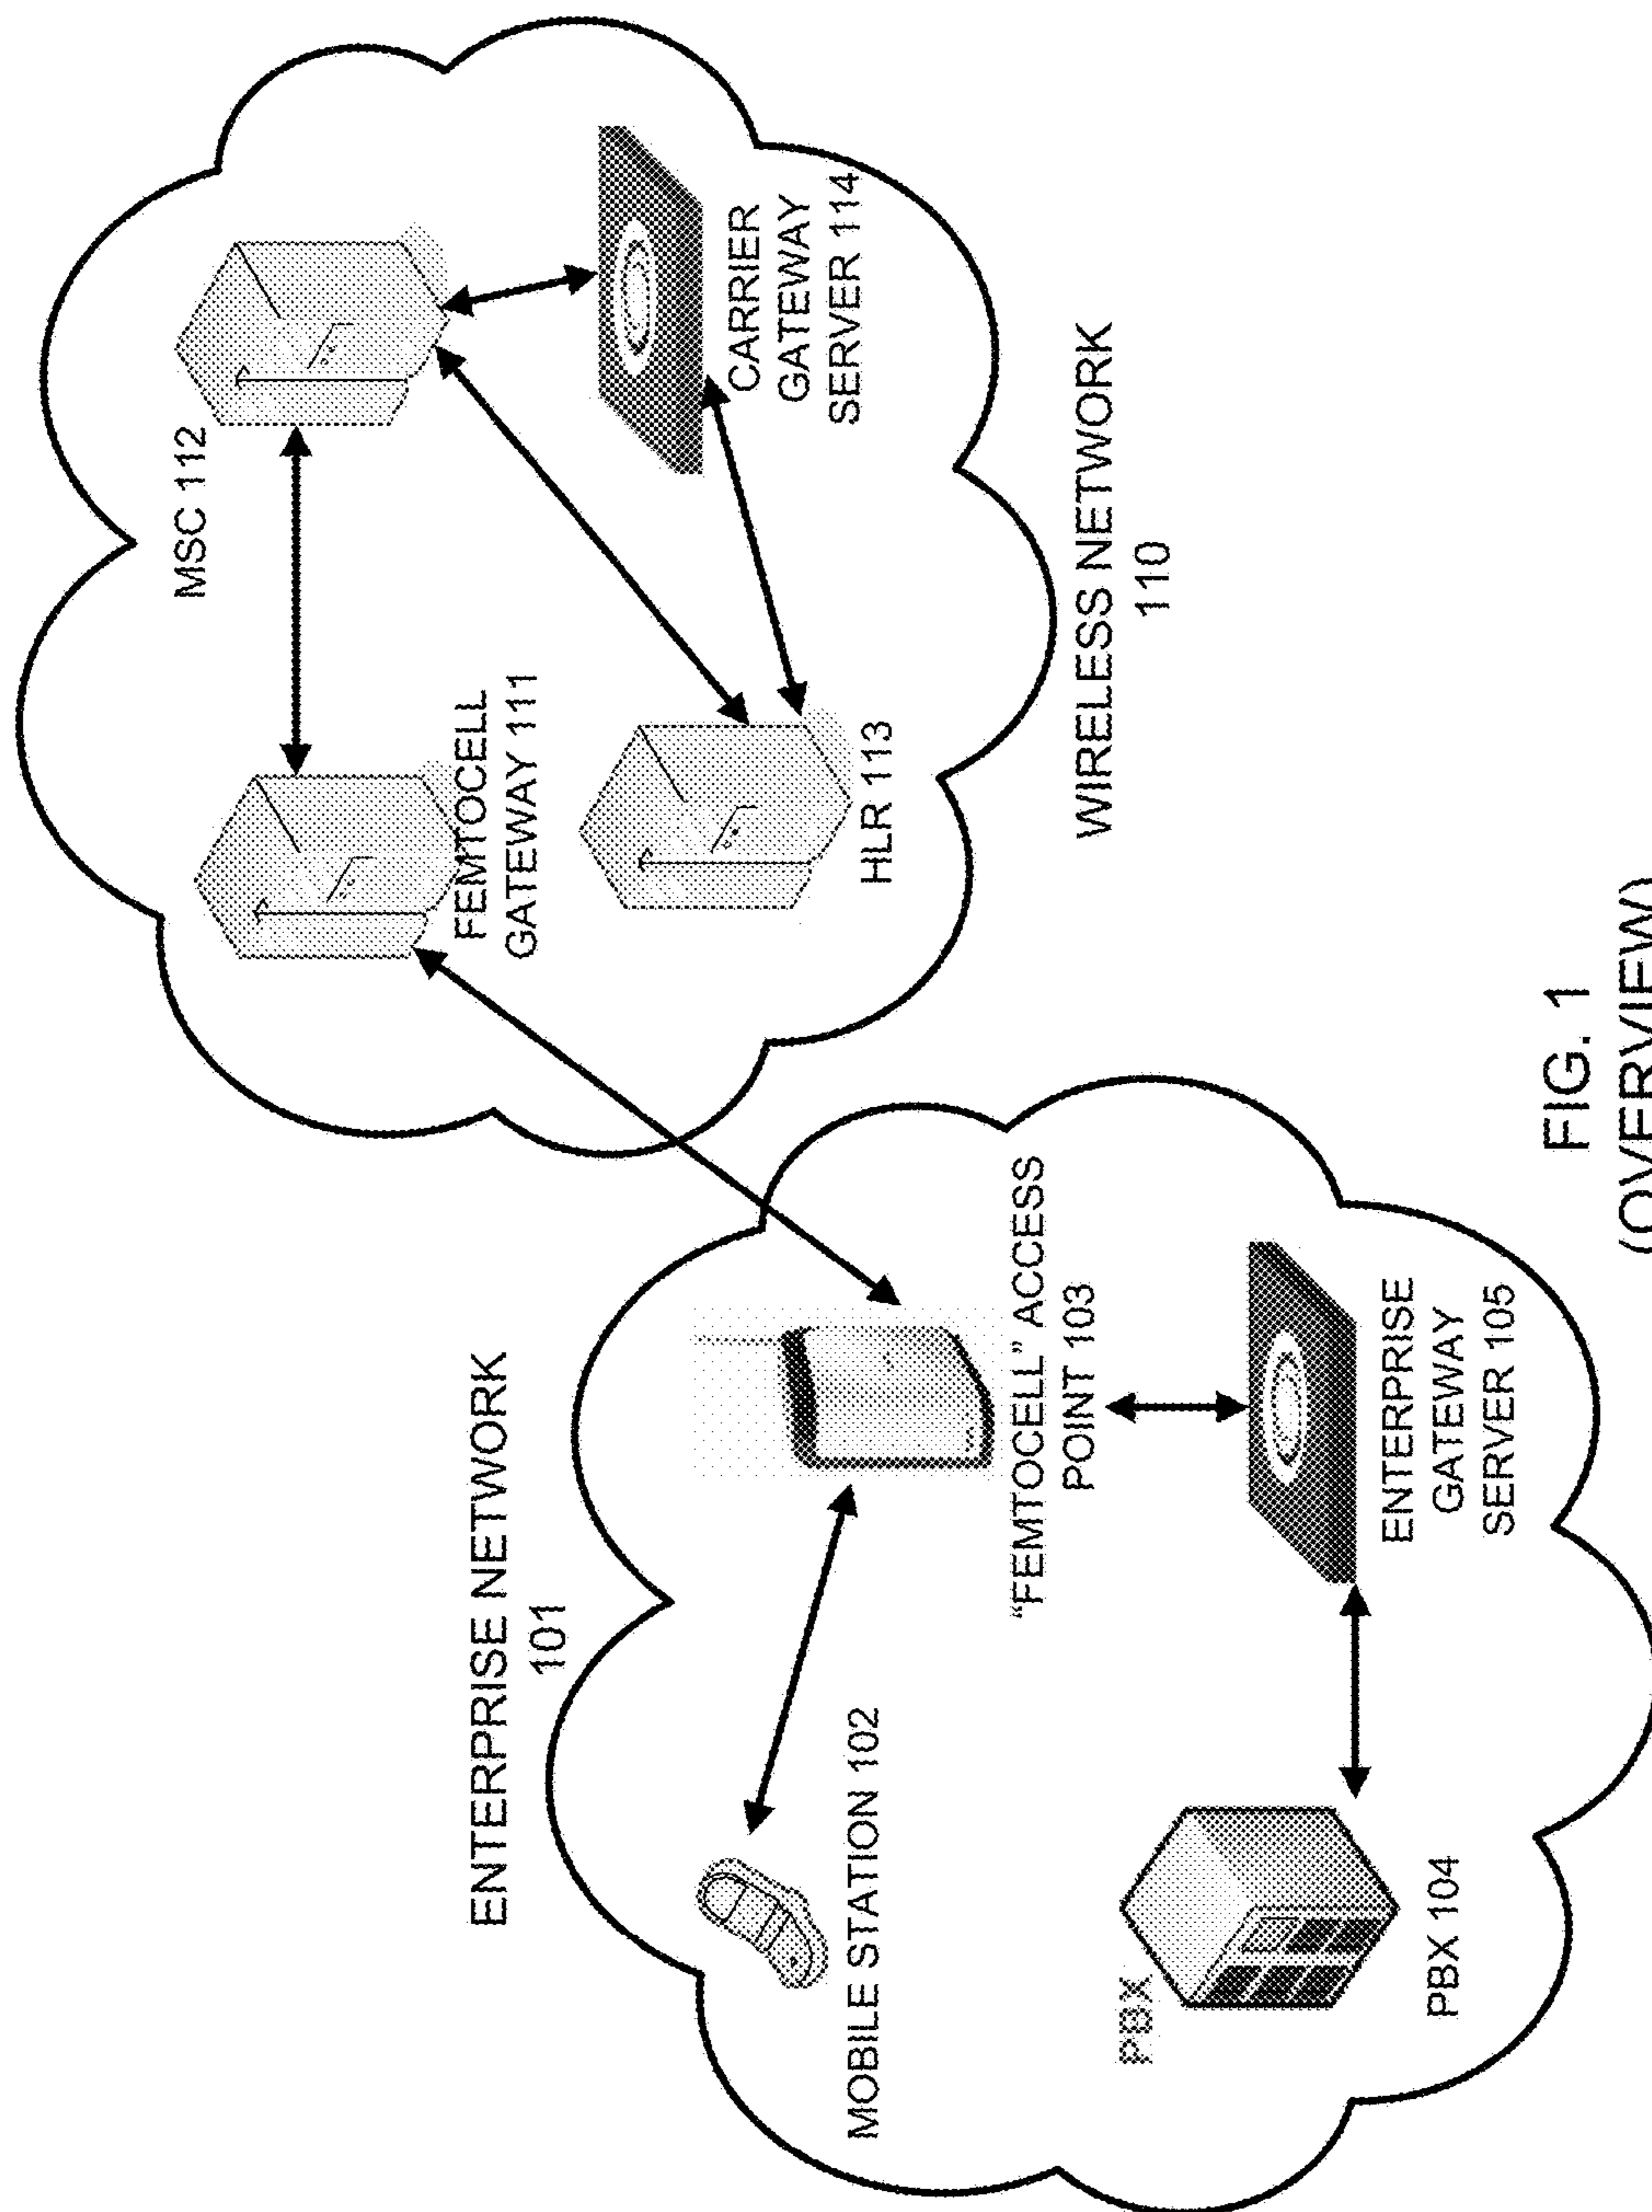 ENTERPRISE NETWORK
101
MOBILE STATION 102
"FEMTOCELL" ACCESS
POINT 103
PBX
PBX 104
ENTERPRISE
GATEWAY
SERVER 105
MSC 112
FEMTOCELL
GATEWAY 111
HLR 113
CARRIER
GATEWAY
SERVER 114
WIRELESS NETWORK
110
FIG. 1
(OVERVIEW)